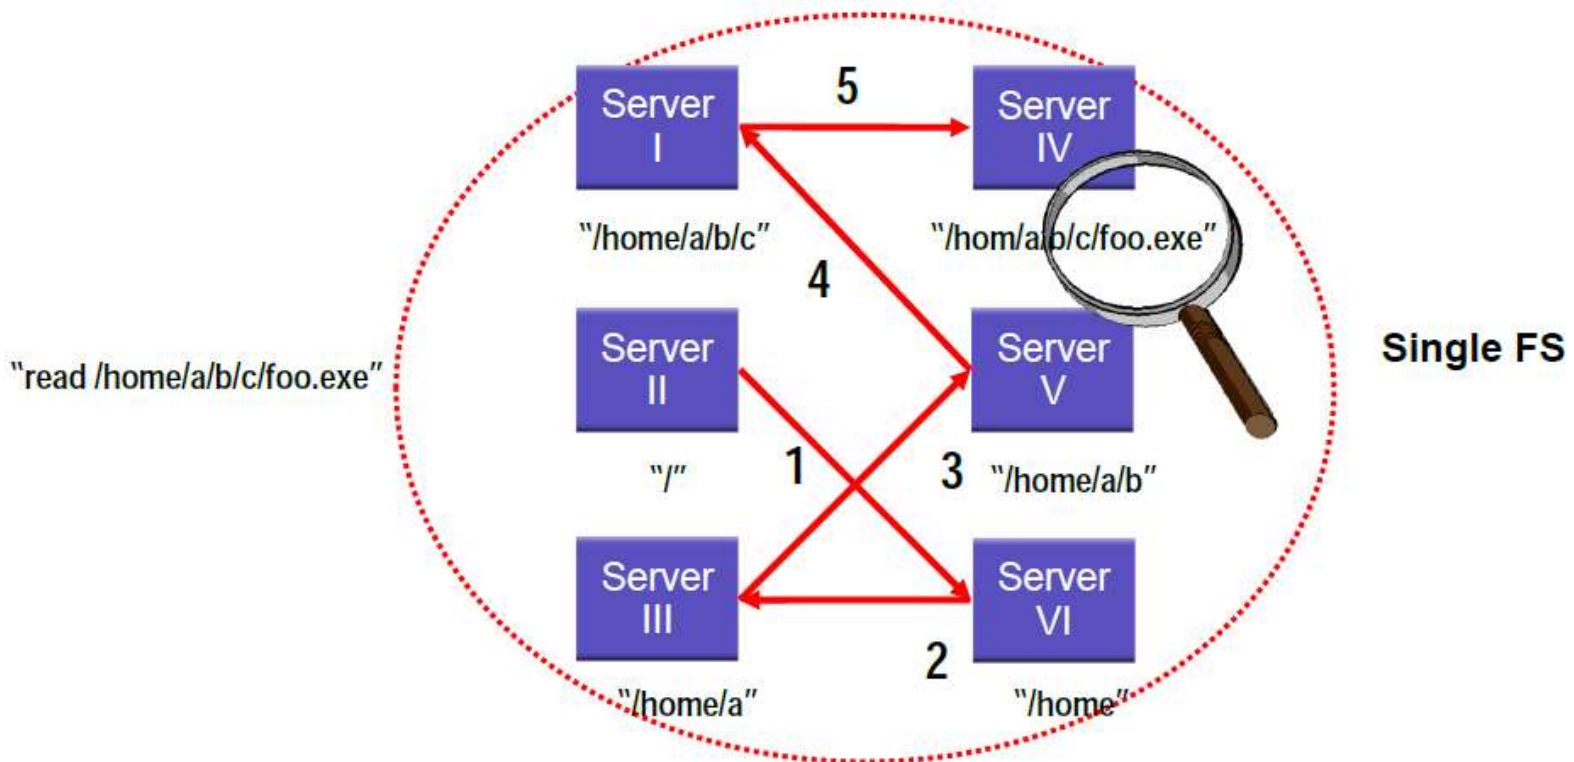 5
Server
I
Server
IV
“/home/a/b/c”
“/hom/a/b/c/foo.exe”
4
Server
II
Server
V
“read /home/a/b/c/foo.exe”
Single FS
“/”
1
3
“/home/a/b”
Server
III
Server
VI
2
“/home/a”
“/home”